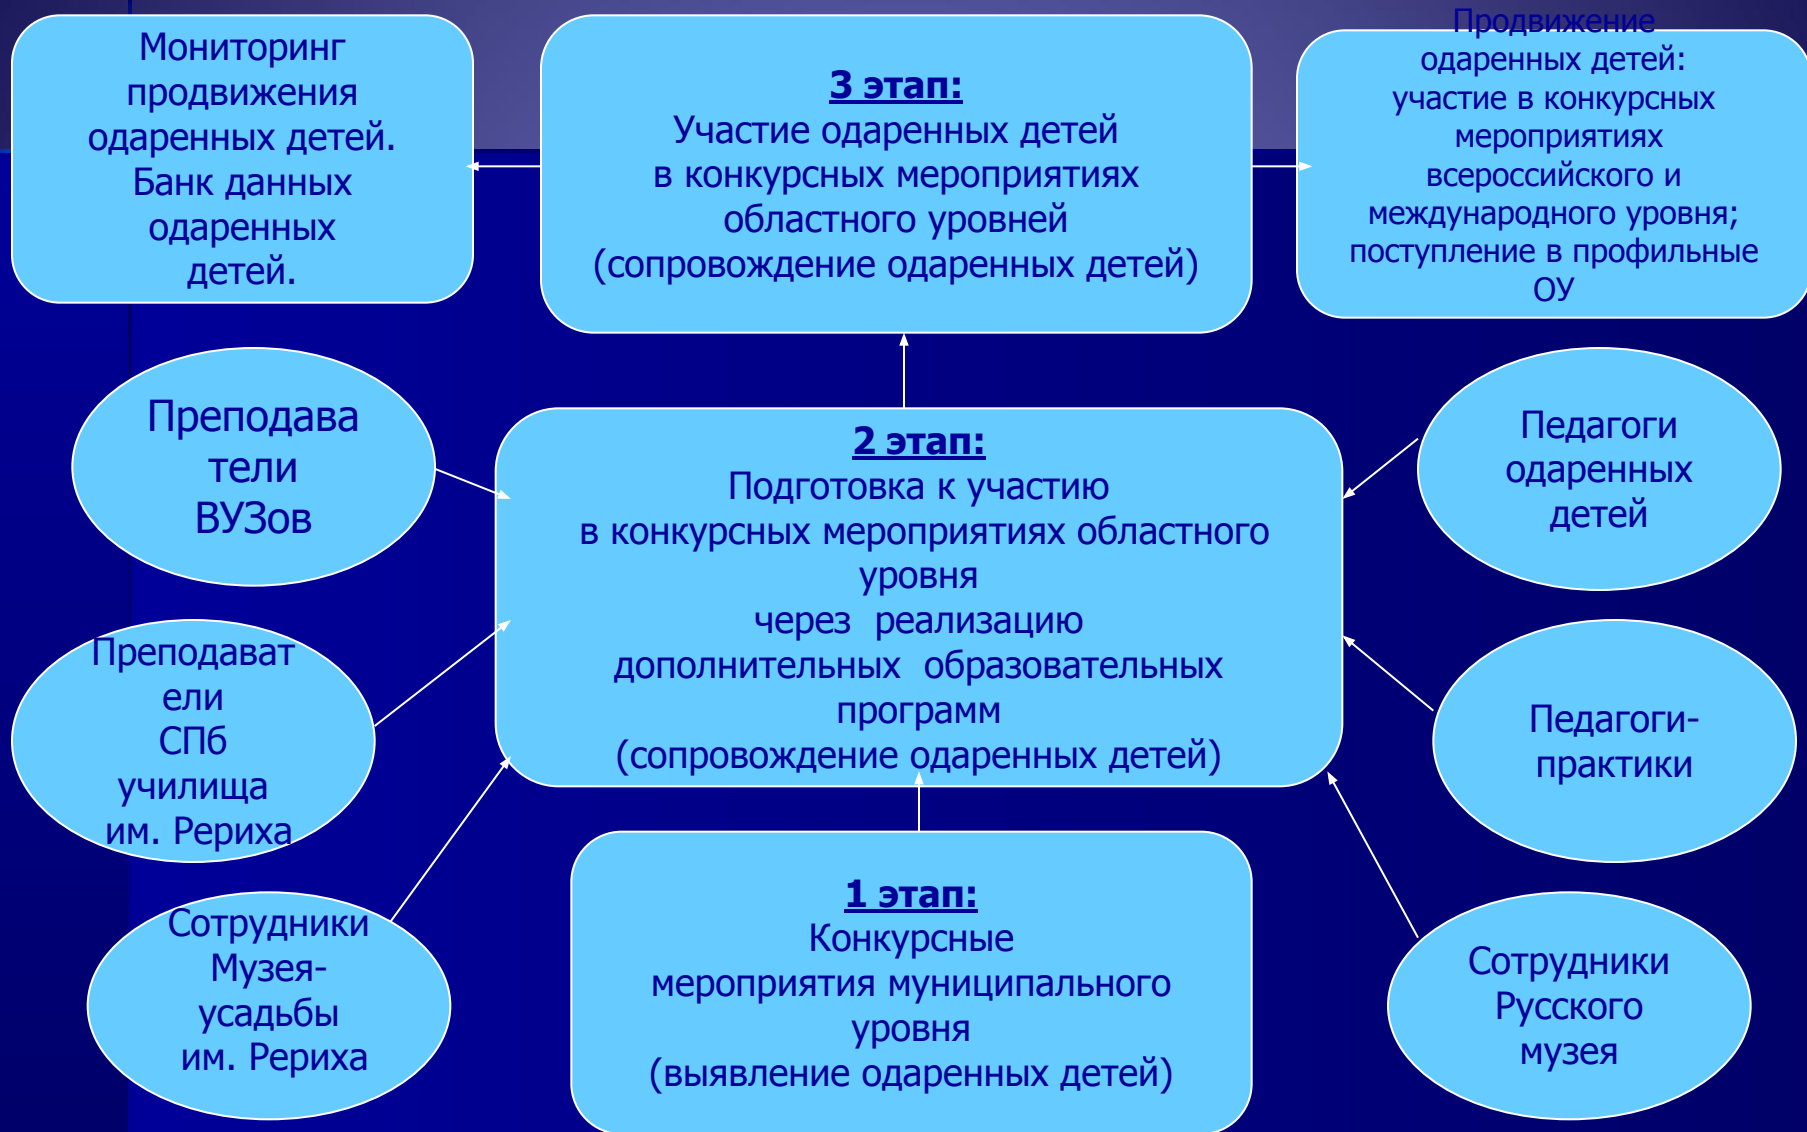 Мониторинг
продвижения
одаренных детей.
Банк данных
одаренных
детей.
3 этап:
Участие одаренных детей
в конкурсных мероприятиях
областного уровней
(сопровождение одаренных детей)
Продвижение
одаренных детей:
участие в конкурсных
мероприятиях
всероссийского и
международного уровня;
поступление в профильные
ОУ
Преподава
тели
ВУЗов
2 этап:
Подготовка к участию
в конкурсных мероприятиях областного
уровня
через реализацию
дополнительных образовательных
программ
(сопровождение одаренных детей)
Педагоги
одаренных
детей
Преподават
ели
СПб
училища
им. Рериха
Педагоги-
практики
Сотрудники
Музея-
усадьбы
им. Рериха
1 этап:
Конкурсные
мероприятия муниципального
уровня
(выявление одаренных детей)
Сотрудники
Русского
музея